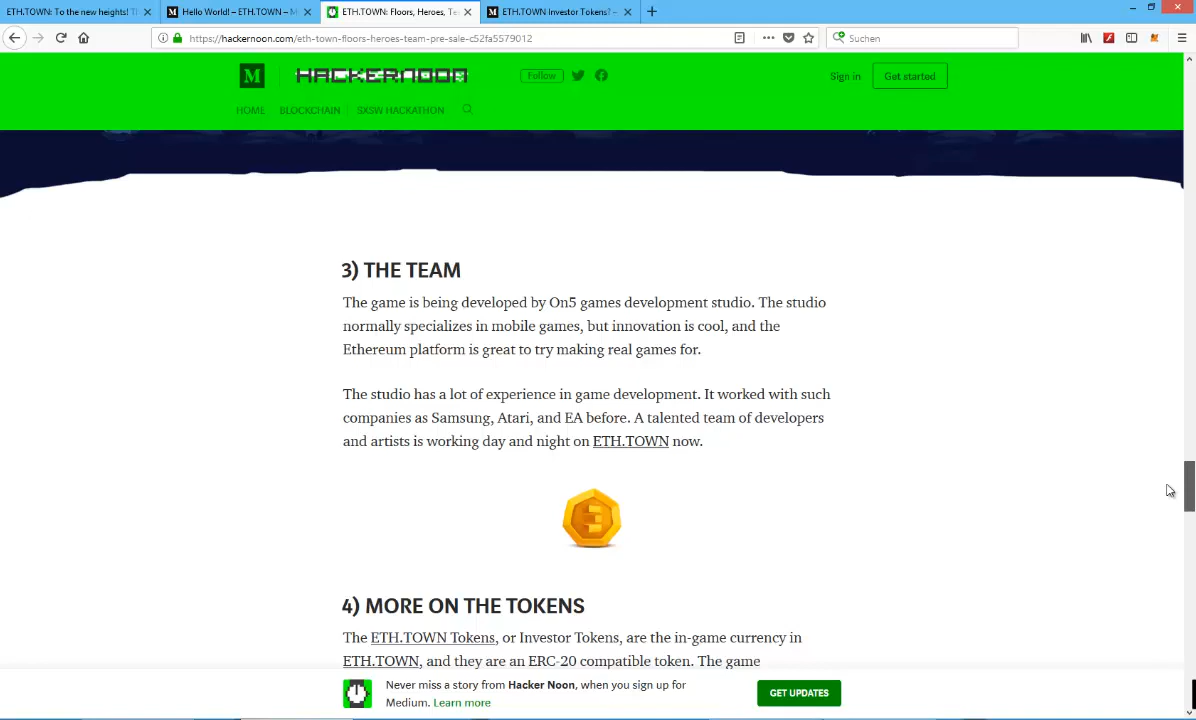 ETH.TOWN: To the new heights! Th
Hello World! – ETH.TOWN – M
ETH.TOWN: Floors, Heroes, Te
ETH.TOWN Investor Tokens? –
https://hackernoon.com/eth-town-floors-heroes-team-pre-sale-c52fa5579012
Suchen
M
HACKERNOON
Follow
Sign in
Get started
HOME
BLOCKCHAIN
SXSW HACKATHON
3) THE TEAM
The game is being developed by On5 games development studio. The studio
normally specializes in mobile games, but innovation is cool, and the
Ethereum platform is great to try making real games for.
The studio has a lot of experience in game development. It worked with such
companies as Samsung, Atari, and EA before. A talented team of developers
and artists is working day and night on ETH.TOWN now.
4) MORE ON THE TOKENS
The ETH.TOWN Tokens, or Investor Tokens, are the in-game currency in
ETH.TOWN, and they are an ERC-20 compatible token. The game
Never miss a story from Hacker Noon, when you sign up for
Medium. Learn more
GET UPDATES